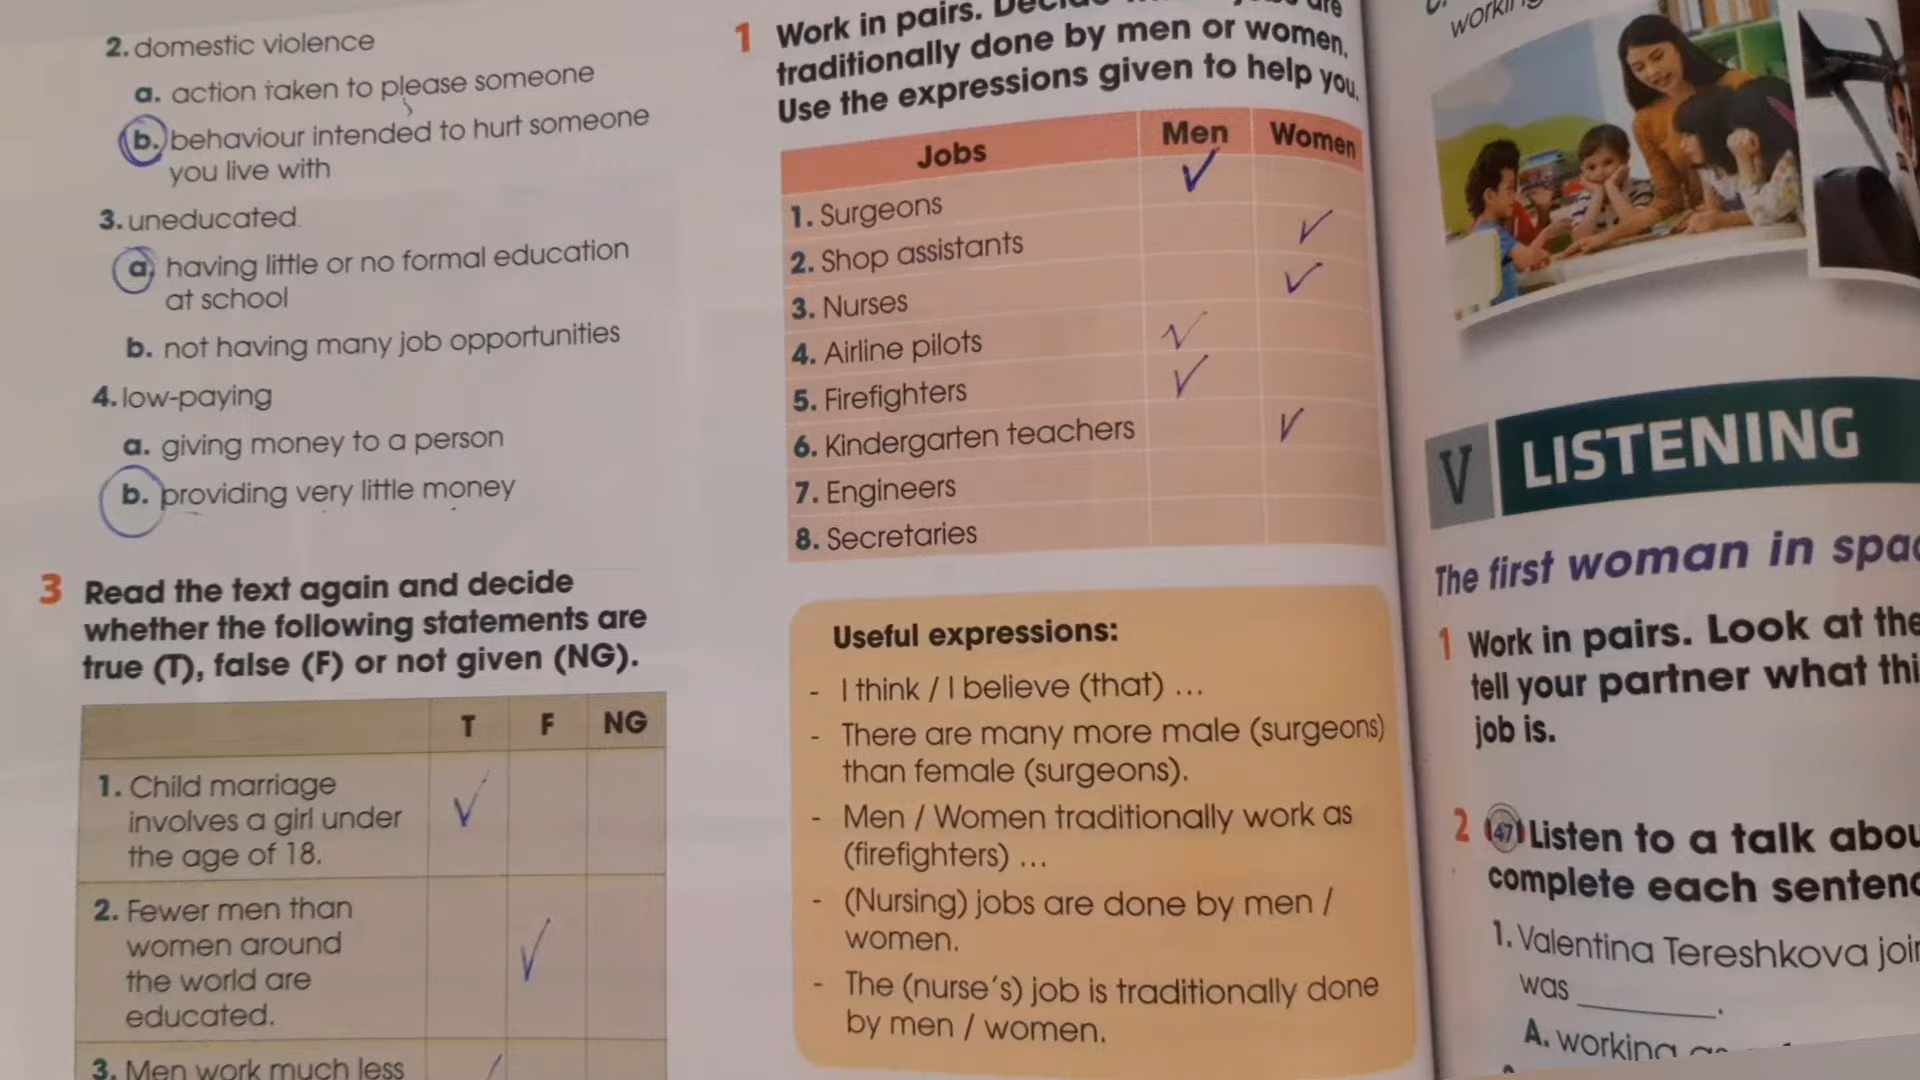 2. domestic violence
a. action taken to please someone
b. behaviour intended to hurt someone
you live with
3. uneducated
a. having little or no formal education
at school
b. not having many job opportunities
4. low-paying
a. giving money to a person
b. providing very little money
3 Read the text again and decide
whether the following statements are
true (T), false (F) or not given (NG).
T F NG
1. Child marriage
involves a girl under
the age of 18.
2. Fewer men than
women around
the world are
educated.
3. Men work much less
1 Work in pairs.
traditionally done by men or women.
Use the expressions given to help you.
Jobs Men Women
1. Surgeons
2. Shop assistants
3. Nurses
4. Airline pilots
5. Firefighters
6. Kindergarten teachers
7. Engineers
8. Secretaries
Useful expressions:
- I think / I believe (that) ...
- There are many more male (surgeons)
than female (surgeons).
- Men / Women traditionally work as
(firefighters) ...
- (Nursing) jobs are done by men /
women.
- The (nurse's) job is traditionally done
by men / women.
V LISTENING
The first woman in
1 Work in pairs. Look at the
tell your partner what
job is.
2 47 Listen to a talk
complete each
1. Valentina Tereshkova
was ________.
A. working